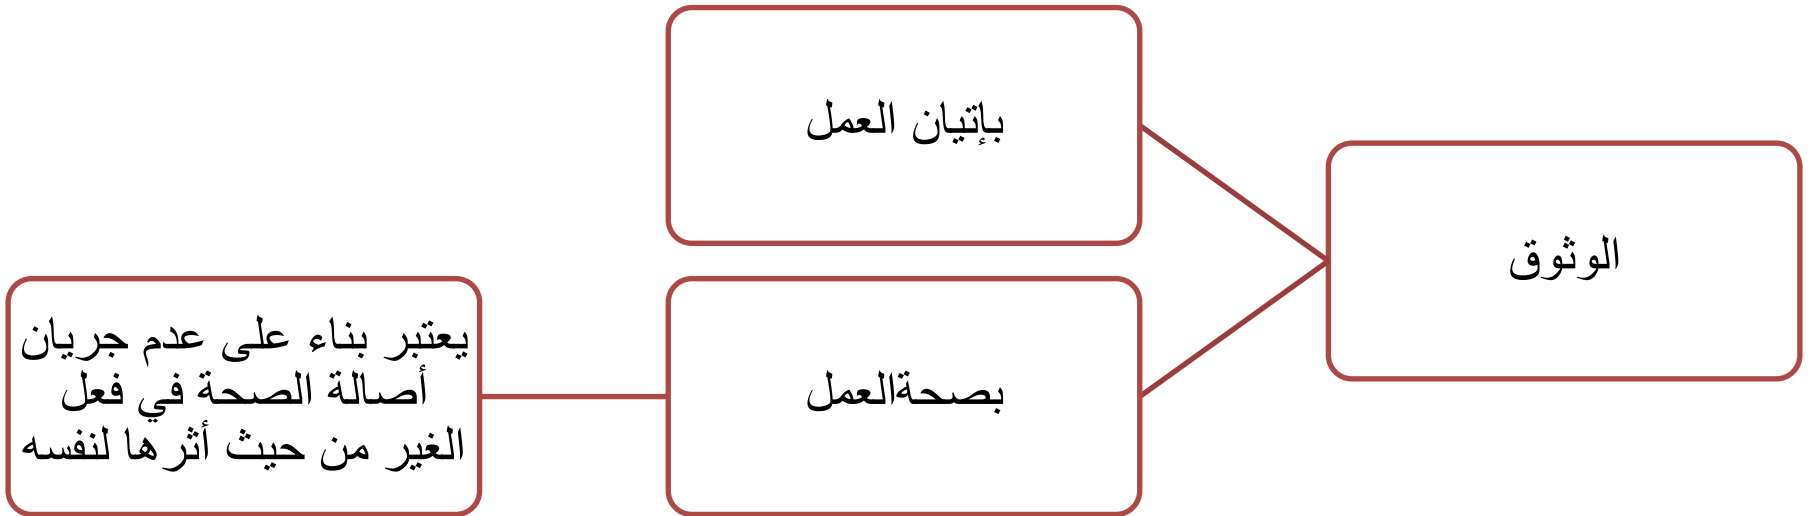 الوثوق
بإتيان العمل
بصحةالعمل
يعتبر بناء على عدم جريان
أصالة الصحة في فعل
الغير من حيث أثرها لنفسه